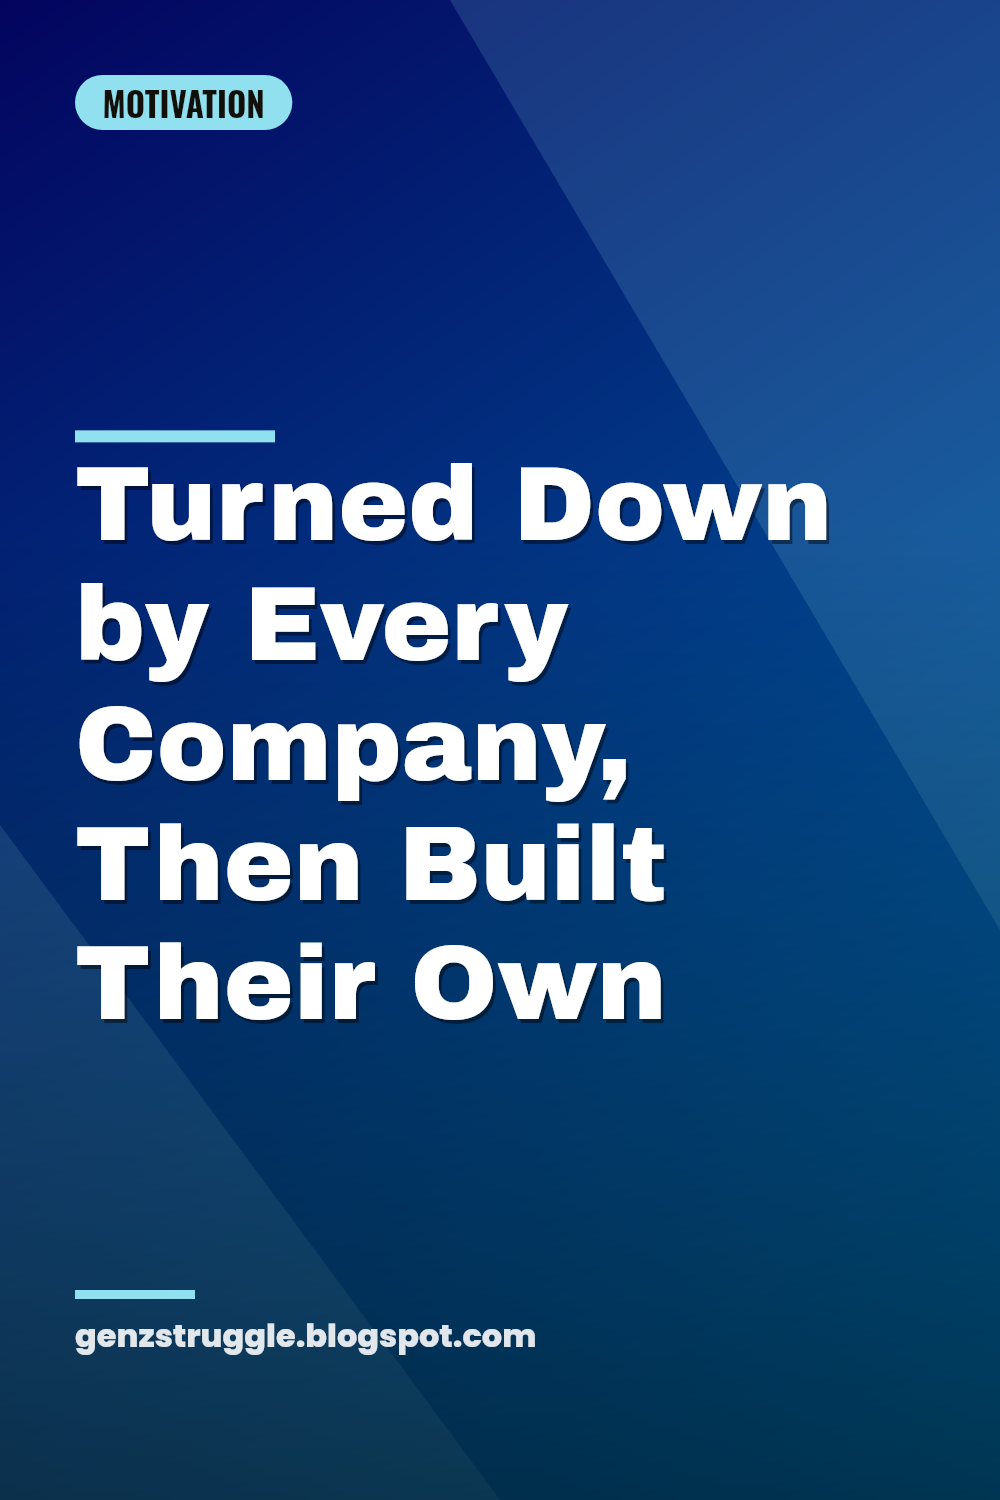 MOTIVATION
Turned Down
by Every
Company,
Then Built
Their Own
genzstruggle.blogspot.com